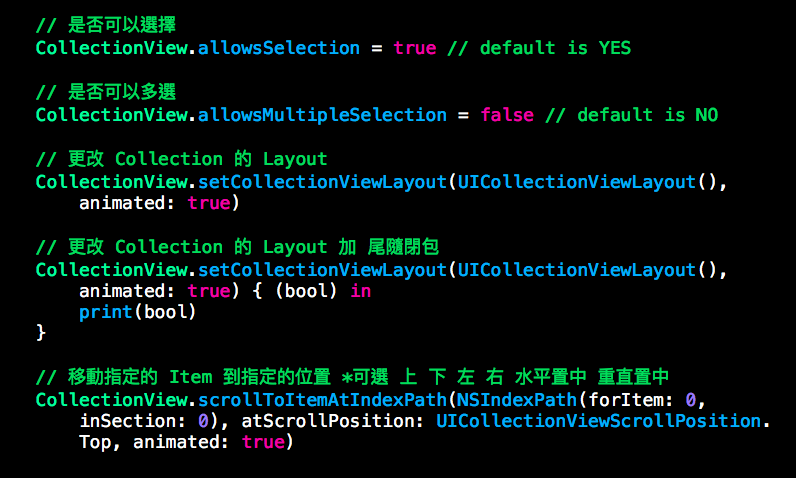 // 是否可以選擇
CollectionView.allowsSelection = true // default is YES
// 是否可以多選
CollectionView.allowsMultipleSelection = false // default is NO
// 更改 Collection 的 Layout
CollectionView.setCollectionViewLayout(UICollectionViewLayout(),
animated: true)
// 更改 Collection 的 Layout 加 尾隨閉包
CollectionView.setCollectionViewLayout(UICollectionViewLayout(),
animated: true) { (bool) in
print(bool)
}
// 移動指定的 Item 到指定的位置 *可選 上 下 左 右 水平置中 重直置中
CollectionView.scrollToItemAtIndexPath(NSIndexPath(forItem: 0,
inSection: 0), atScrollPosition: UICollectionViewScrollPosition.
Top, animated: true)